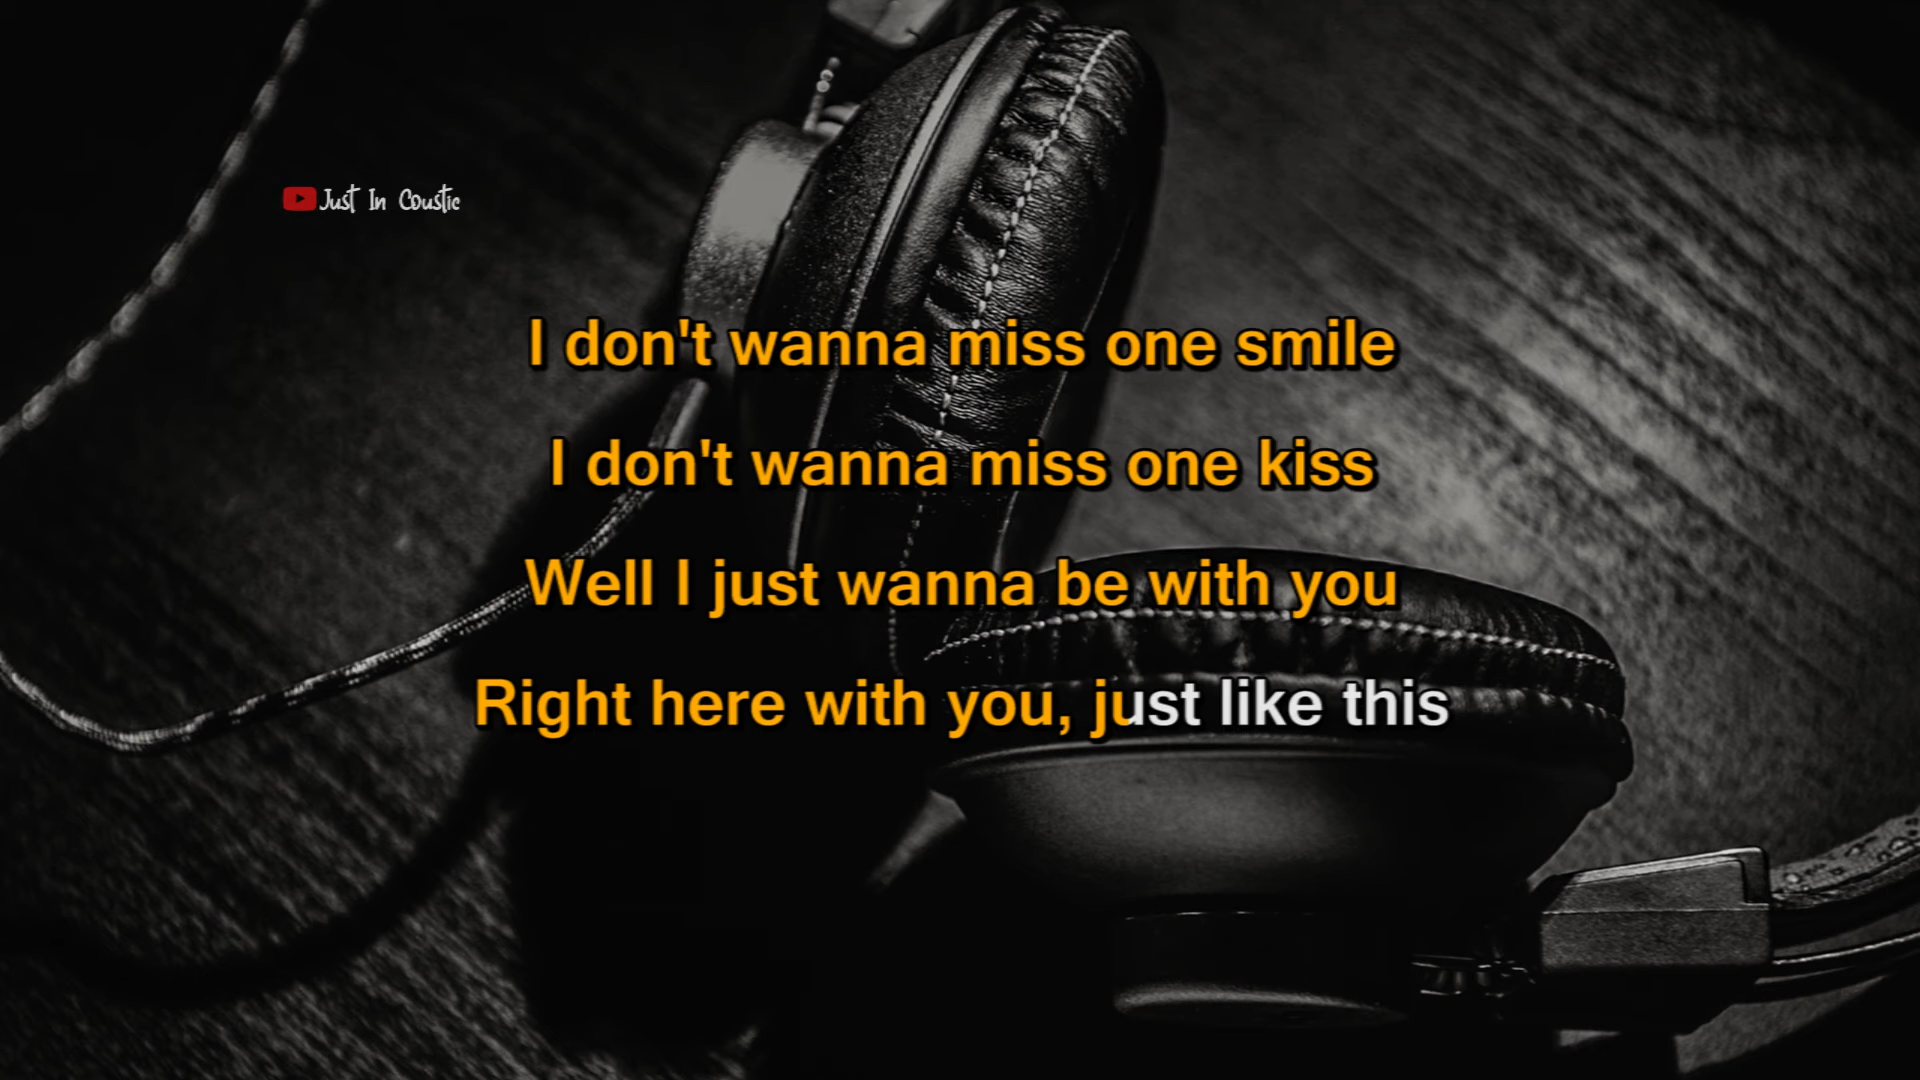 Just In Coustic
I don't wanna miss one smile
I don't wanna miss one kiss
Well I just wanna be with you
Right here with you, just like this